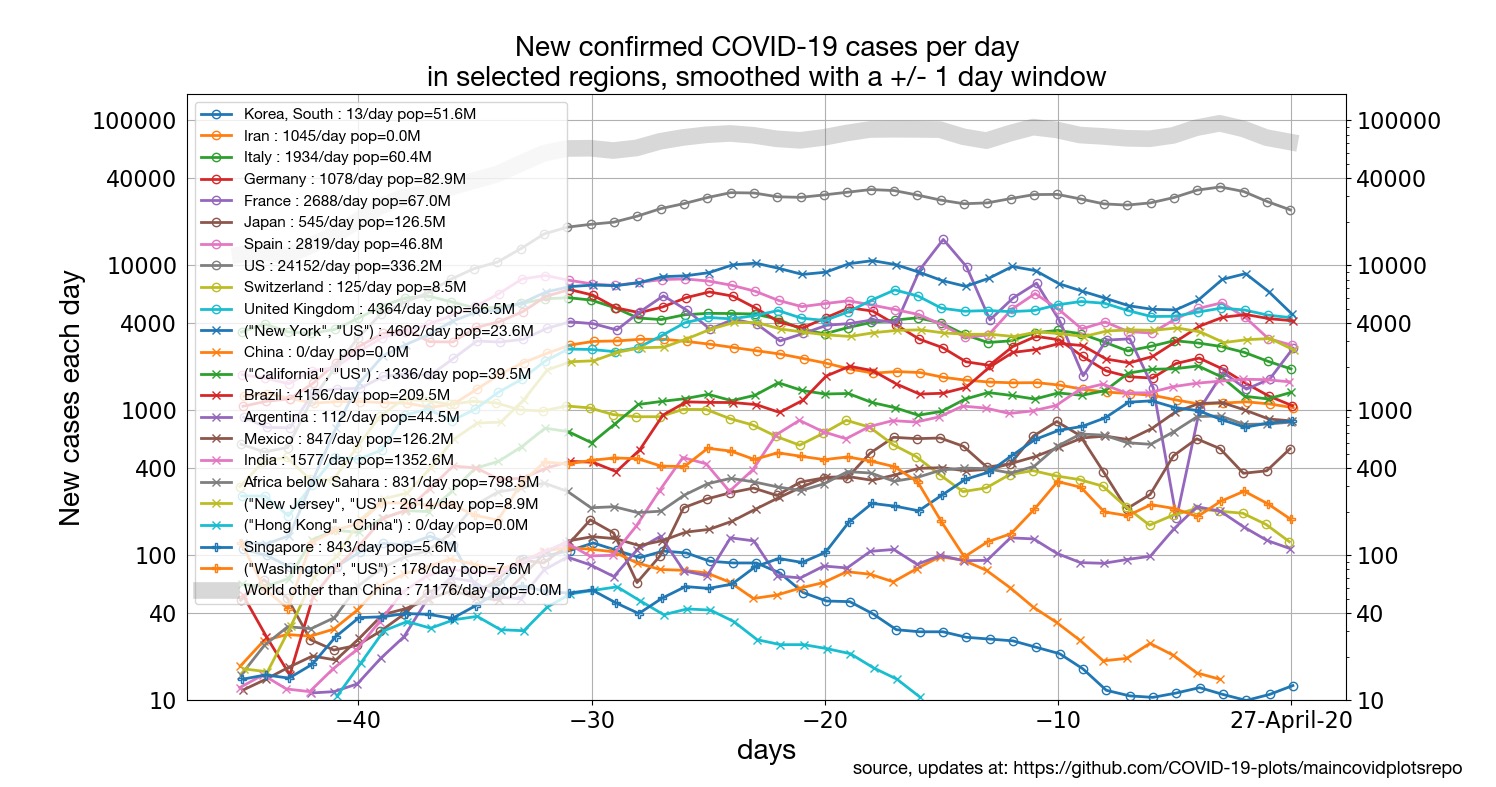 New confirmed COVID-19 cases per day
in selected regions, smoothed with a +/- 1 day window
New cases each day
100000
40000
10000
4000
1000
400
100
40
10
Korea, South : 13/day pop=51.6M
Iran : 1045/day pop=0.0M
Italy : 1934/day pop=60.4M
Germany : 1078/day pop=82.9M
France : 2688/day pop=67.0M
Japan : 545/day pop=126.5M
Spain : 2819/day pop=46.8M
US : 24152/day pop=336.2M
Switzerland : 125/day pop=8.5M
United Kingdom : 4364/day pop=66.5M
("New York", "US") : 4602/day pop=23.6M
China : 0/day pop=0.0M
("California", "US") : 1336/day pop=39.5M
Brazil : 4156/day pop=209.5M
Argentina : 112/day pop=44.5M
Mexico : 847/day pop=126.2M
India : 1577/day pop=1352.6M
Africa below Sahara : 831/day pop=798.5M
("New Jersey", "US") : 2614/day pop=8.9M
("Hong Kong", "China") : 0/day pop=0.0M
Singapore : 843/day pop=5.6M
("Washington", "US") : 178/day pop=7.6M
World other than China : 71176/day pop=0.0M
100000
40000
10000
4000
1000
400
100
40
10
−40
−30
−20
−10
27-April-20
days
source, updates at: https://github.com/COVID-19-plots/maincovidplotsrepo